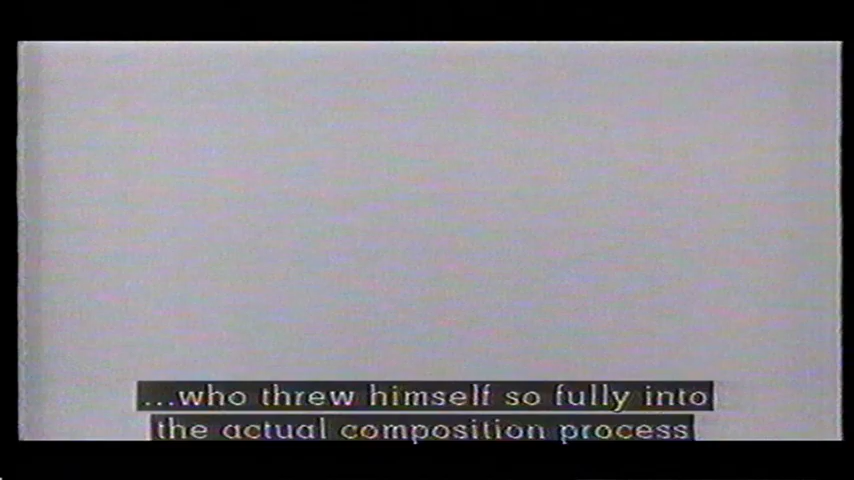 ...who threw himself so fully into
the actual composition process